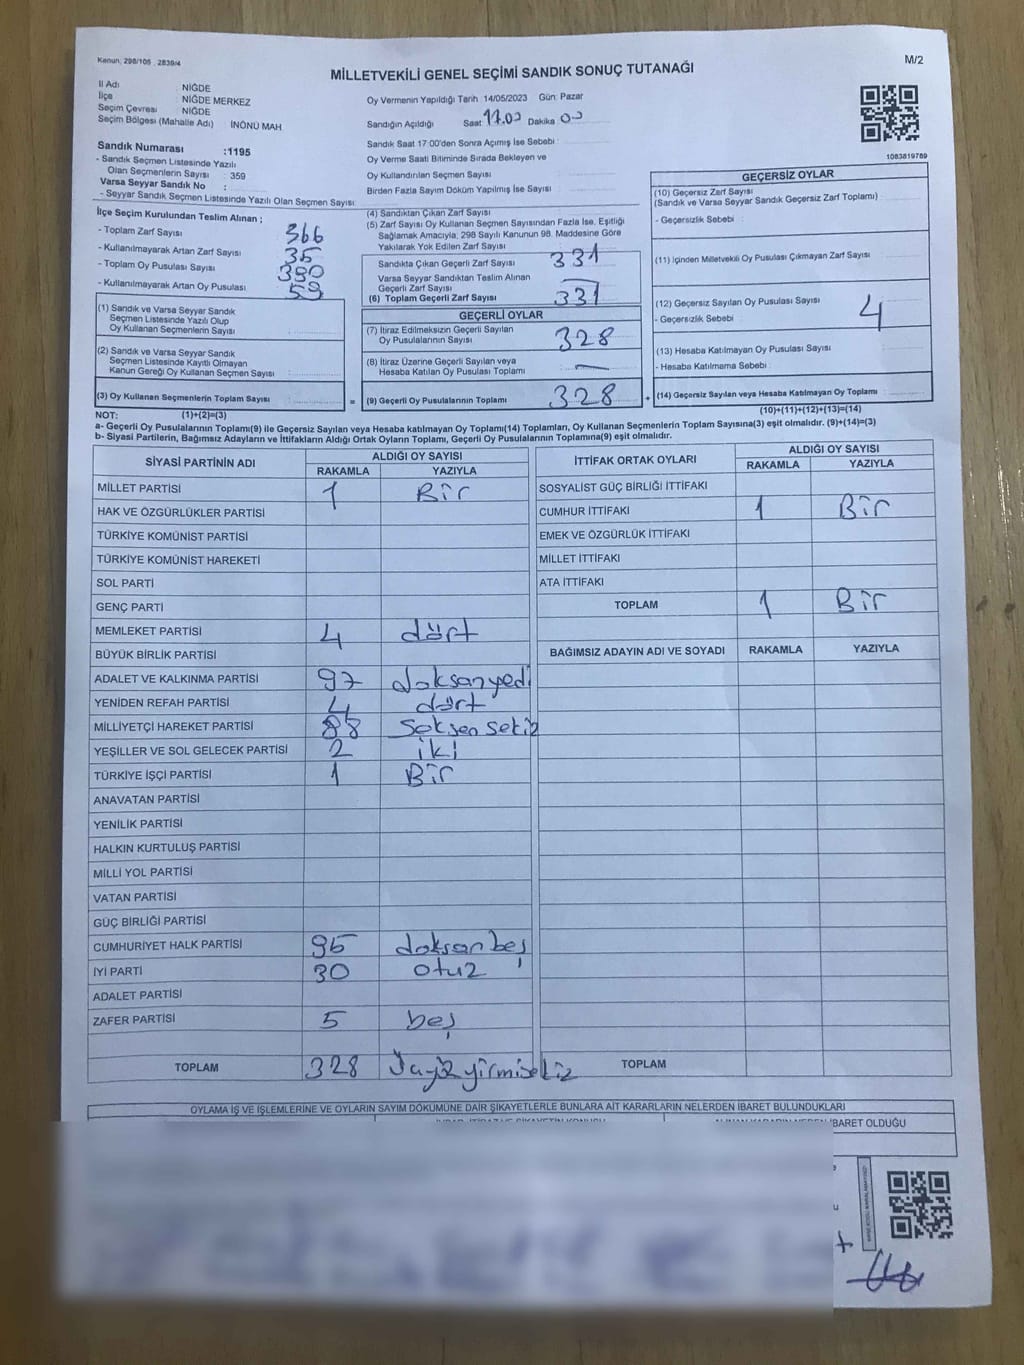 Kanun, 298/105 , 2839/4
M/2
MİLLETVEKİLİ GENEL SEÇİMİ SANDIK SONUÇ TUTANAĞI
İl Adı : NİĞDE
İlçe : NİĞDE MERKEZ
Seçim Çevresi : NİĞDE
Seçim Bölgesi (Mahalle Adı) : İNÖNÜ MAH
Oy Vermenin Yapıldığı Tarih 14/05/2023 Gün: Pazar
Sandığın Açıldığı Saat 17.00 Dakika 00
Sandık Numarası :1195
- Sandık Seçmen Listesinde Yazılı
Olan Seçmenlerin Sayısı : 359
Varsa Seyyar Sandık No :
- Seyyar Sandık Seçmen Listesinde Yazılı Olan Seçmen Sayısı :
Sandık Saat 17:00'den Sonra Açımış İse Sebebi :
Oy Verme Saati Bitiminde Sırada Bekleyen ve
Oy Kullandırılan Seçmen Sayısı
Birden Fazla Sayım Döküm Yapılmış İse Sayısı
1083819789
İlçe Seçim Kurulundan Teslim Alınan ;
- Toplam Zarf Sayısı 366
- Kullanılmayarak Artan Zarf Sayısı 35
- Toplam Oy Pusulası Sayısı 390
- Kullanılmayarak Artan Oy Pusulası 59
(1) Sandık ve Varsa Seyyar Sandık
Seçmen Listesinde Yazılı Olup
Oy Kullanan Seçmenlerin Sayısı :
(2) Sandık ve Varsa Seyyar Sandık
Seçmen Listesinde Kayıtlı Olmayan
Kanun Gereği Oy Kullanan Seçmen Sayısı :
(3) Oy Kullanan Seçmenlerin Toplam Sayısı :
(4) Sandıktan Çıkan Zarf Sayısı
(5) Zarf Sayısı Oy Kullanan Seçmen Sayısından Fazla İse, Eşitliği
Sağlamak Amacıyla; 298 Sayılı Kanunun 98. Maddesine Göre
Yakılarak Yok Edilen Zarf Sayısı
Sandıkta Çıkan Geçerli Zarf Sayısı 331
Varsa Seyyar Sandıktan Teslim Alınan
Geçerli Zarf Sayısı —
(6) Toplam Geçerli Zarf Sayısı 331
GEÇERLİ OYLAR
(7) İtiraz Edilmeksizin Geçerli Sayılan
Oy Pusulalarının Sayısı 328
(8) İtiraz Üzerine Geçerli Sayılan veya
Hesaba Katılan Oy Pusulası Toplamı —
= (9) Geçerli Oy Pusulalarının Toplamı 328
GEÇERSİZ OYLAR
(10) Geçersiz Zarf Sayısı
(Sandık ve Varsa Seyyar Sandık Geçersiz Zarf Toplamı) :
- Geçersizlik Sebebi :
(11) İçinden Milletvekili Oy Pusulası Çıkmayan Zarf Sayısı :
(12) Geçersiz Sayılan Oy Pusulası Sayısı : 4
- Geçersizlik Sebebi :
(13) Hesaba Katılmayan Oy Pusulası Sayısı :
- Hesaba Katılmama Sebebi :
+ (14) Geçersiz Sayılan veya Hesaba Katılmayan Oy Toplamı :
NOT: (1)+(2)=(3)
(10)+(11)+(12)+(13)=(14)
a- Geçerli Oy Pusulalarının Toplamı(9) ile Geçersiz Sayılan veya Hesaba katılmayan Oy Toplamı(14) Toplamları, Oy Kullanan Seçmenlerin Toplam Sayısına(3) eşit olmalıdır. (9)+(14)=(3)
b- Siyasi Partilerin, Bağımsız Adayların ve İttifakların Aldığı Ortak Oyların Toplamı, Geçerli Oy Pusulalarının Toplamına(9) eşit olmalıdır.
SİYASİ PARTİNİN ADI ALDIĞI OY SAYISI
RAKAMLA YAZIYLA
MİLLET PARTİSİ 1 Bir
HAK VE ÖZGÜRLÜKLER PARTİSİ
TÜRKİYE KOMÜNİST PARTİSİ
TÜRKİYE KOMÜNİST HAREKETİ
SOL PARTİ
GENÇ PARTİ
MEMLEKET PARTİSİ 4 dört
BÜYÜK BİRLİK PARTİSİ
ADALET VE KALKINMA PARTİSİ 97 doksanyedi
YENİDEN REFAH PARTİSİ 4 dört
MİLLİYETÇİ HAREKET PARTİSİ 88 Seksen sekiz
YEŞİLLER VE SOL GELECEK PARTİSİ 2 iki
TÜRKİYE İŞÇİ PARTİSİ 1 Bir
ANAVATAN PARTİSİ
YENİLİK PARTİSİ
HALKIN KURTULUŞ PARTİSİ
MİLLİ YOL PARTİSİ
VATAN PARTİSİ
GÜÇ BİRLİĞİ PARTİSİ
CUMHURİYET HALK PARTİSİ 95 doksan beş
İYİ PARTİ 30 otuz
ADALET PARTİSİ
ZAFER PARTİSİ 5 beş
TOPLAM 328 Üçyüzyirmisekiz
İTTİFAK ORTAK OYLARI ALDIĞI OY SAYISI
RAKAMLA YAZIYLA
SOSYALİST GÜÇ BİRLİĞİ İTTİFAKI
CUMHUR İTTİFAKI 1 Bir
EMEK VE ÖZGÜRLÜK İTTİFAKI
MİLLET İTTİFAKI
ATA İTTİFAKI
TOPLAM 1 Bir
BAĞIMSIZ ADAYIN ADI VE SOYADI RAKAMLA YAZIYLA
TOPLAM
OYLAMA İŞ VE İŞLEMLERİNE VE OYLARIN SAYIM DÖKÜMÜNE DAİR ŞİKAYETLERLE BUNLARA AİT KARARLARIN NELERDEN İBARET BULUNDUKLARI
İBARET OLDUĞU